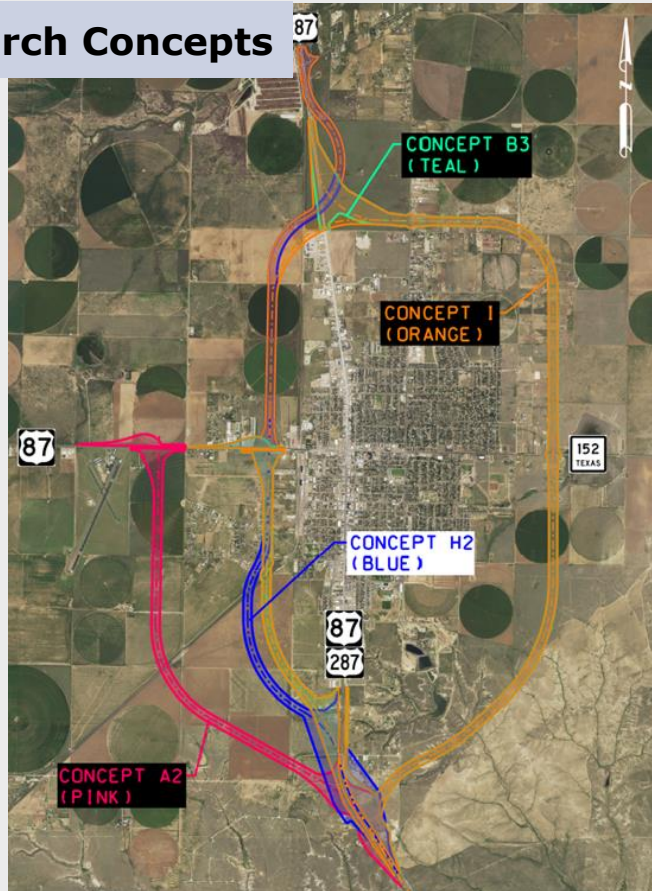 rch Concepts
87
N
CONCEPT B3
(TEAL)
CONCEPT I
(ORANGE)
87
152
TEXAS
CONCEPT H2
(BLUE)
87
287
CONCEPT A2
(PINK)